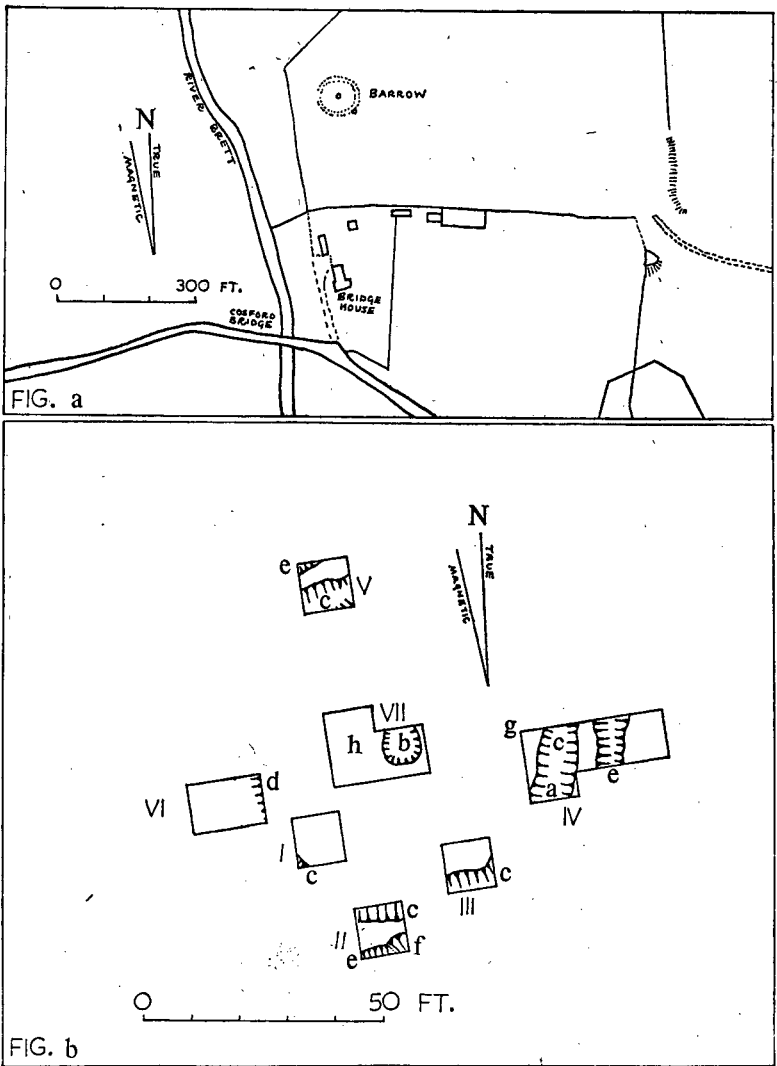 BARROW
RIVER BRETT
N
TRUE
MAGNETIC
0 300 FT.
COSFORD
BRIDGE
BRIDGE
HOUSE
FIG. a
N
TRUE
MAGNETIC
e
c V
VII
h b
g c
e
a
IV
d
VI
I
c
c
III
c
II
e f
0 50 FT.
FIG. b